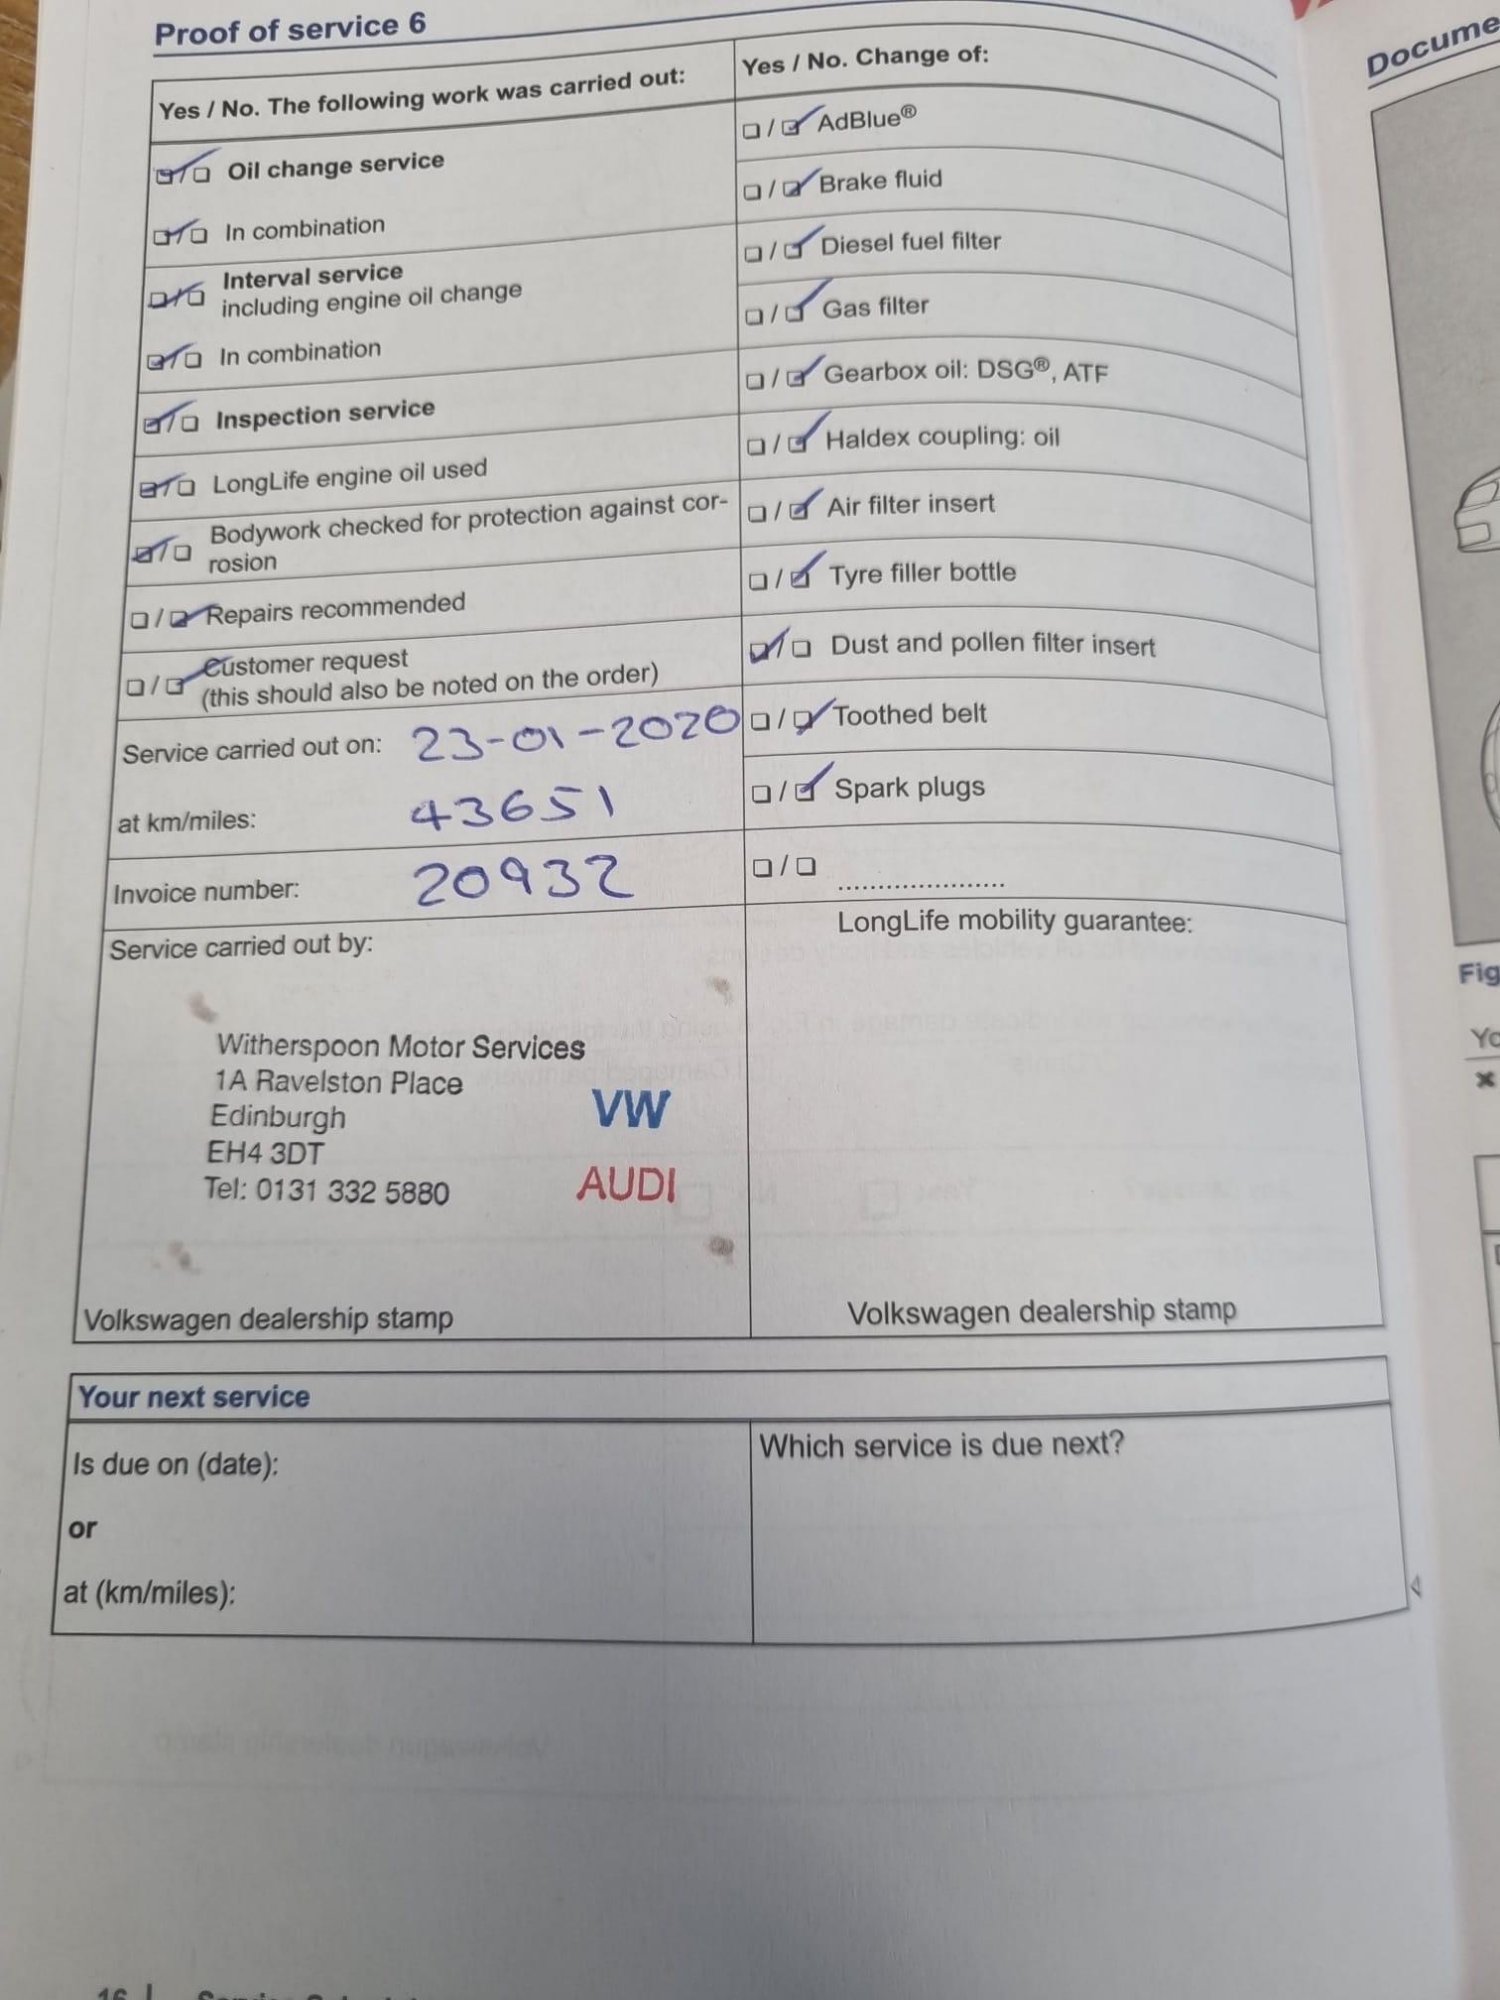 Proof of service 6
Yes / No. The following work was carried out:
Oil change service
In combination
Interval service
including engine oil change
In combination
Inspection service
LongLife engine oil used
Bodywork checked for protection against cor-
rosion
Repairs recommended
Customer request
(this should also be noted on the order)
Service carried out on: 23-01-2020
at km/miles: 43651
Invoice number: 20932
Service carried out by:
Witherspoon Motor Services
1A Ravelston Place
Edinburgh
EH4 3DT
Tel: 0131 332 5880
VW
AUDI
Volkswagen dealership stamp
Yes / No. Change of:
AdBlue®
Brake fluid
Diesel fuel filter
Gas filter
Gearbox oil: DSG®, ATF
Haldex coupling: oil
Air filter insert
Tyre filler bottle
Dust and pollen filter insert
Toothed belt
Spark plugs
LongLife mobility guarantee:
Volkswagen dealership stamp
Your next service
Is due on (date):
or
at (km/miles):
Which service is due next?
16
Docume
Fig
Yo